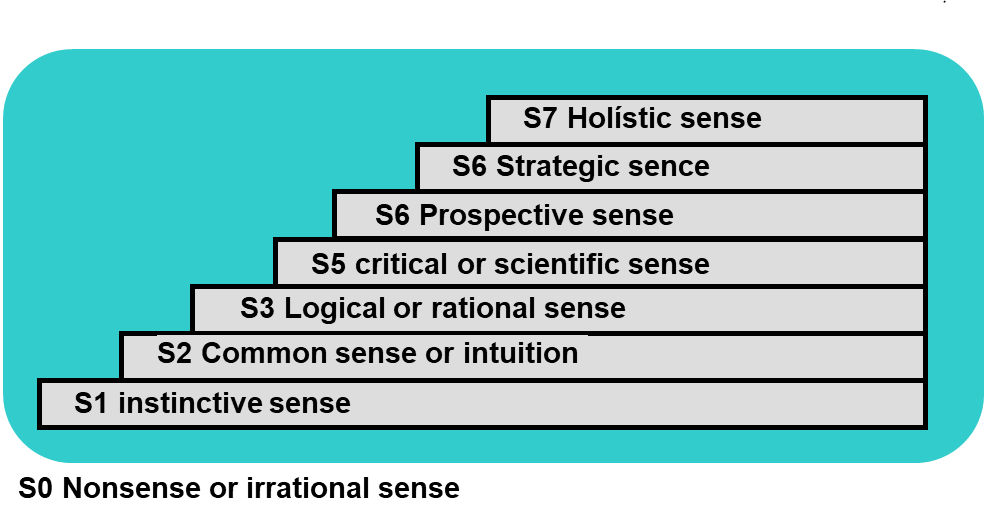 S7 Holístic sense
S6 Strategic sence
S6 Prospective sense
S5 critical or scientific sense
S3 Logical or rational sense
S2 Common sense or intuition
S1 instinctive sense
S0 Nonsense or irrational sense